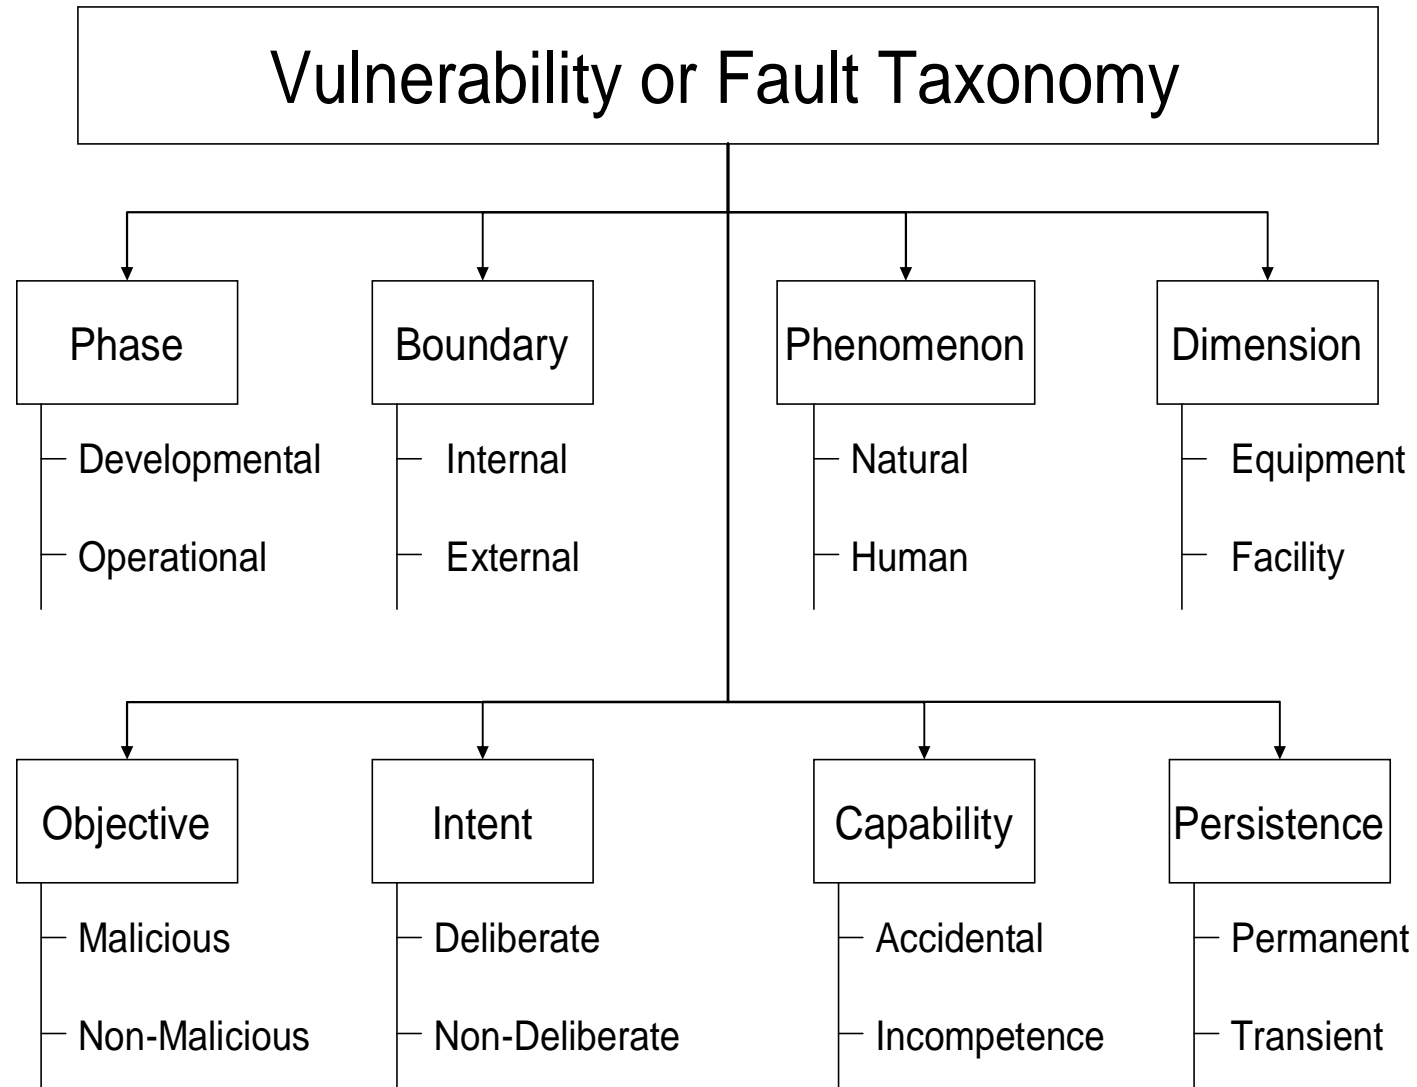 Vulnerability or Fault Taxonomy
Phase
Boundary
Phenomenon
Dimension
Developmental
Internal
Natural
Equipment
Operational
External
Human
Facility
Objective
Intent
Capability
Persistence
Malicious
Deliberate
Accidental
Permanent
Non-Malicious
Non-Deliberate
Incompetence
Transient